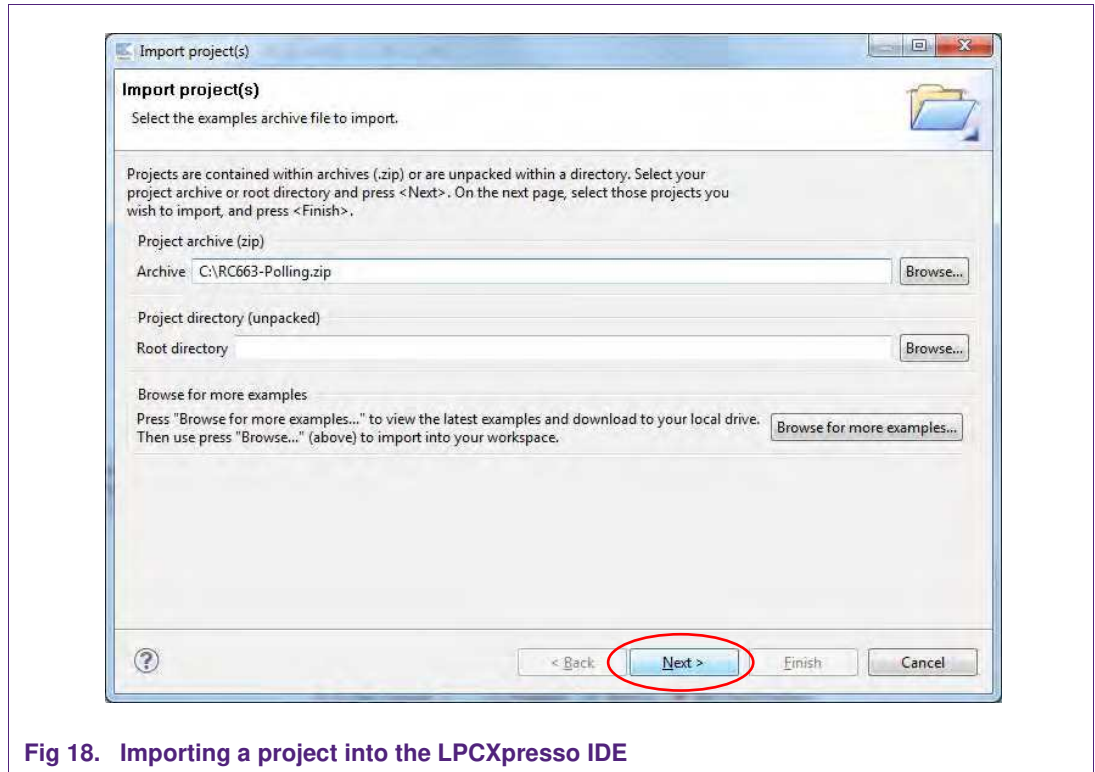 Import project(s)
Import project(s)
Select the examples archive file to import.
Projects are contained within archives (.zip) or are unpacked within a directory. Select your
project archive or root directory and press <Next>. On the next page, select those projects you
wish to import, and press <Finish>.
Project archive (zip)
Archive C:\RC663-Polling.zip Browse...
Project directory (unpacked)
Root directory Browse...
Browse for more examples
Press "Browse for more examples..." to view the latest examples and download to your local drive.
Then use press "Browse..." (above) to import into your workspace.
Browse for more examples...
< Back Next > Finish Cancel
Fig 18. Importing a project into the LPCXpresso IDE